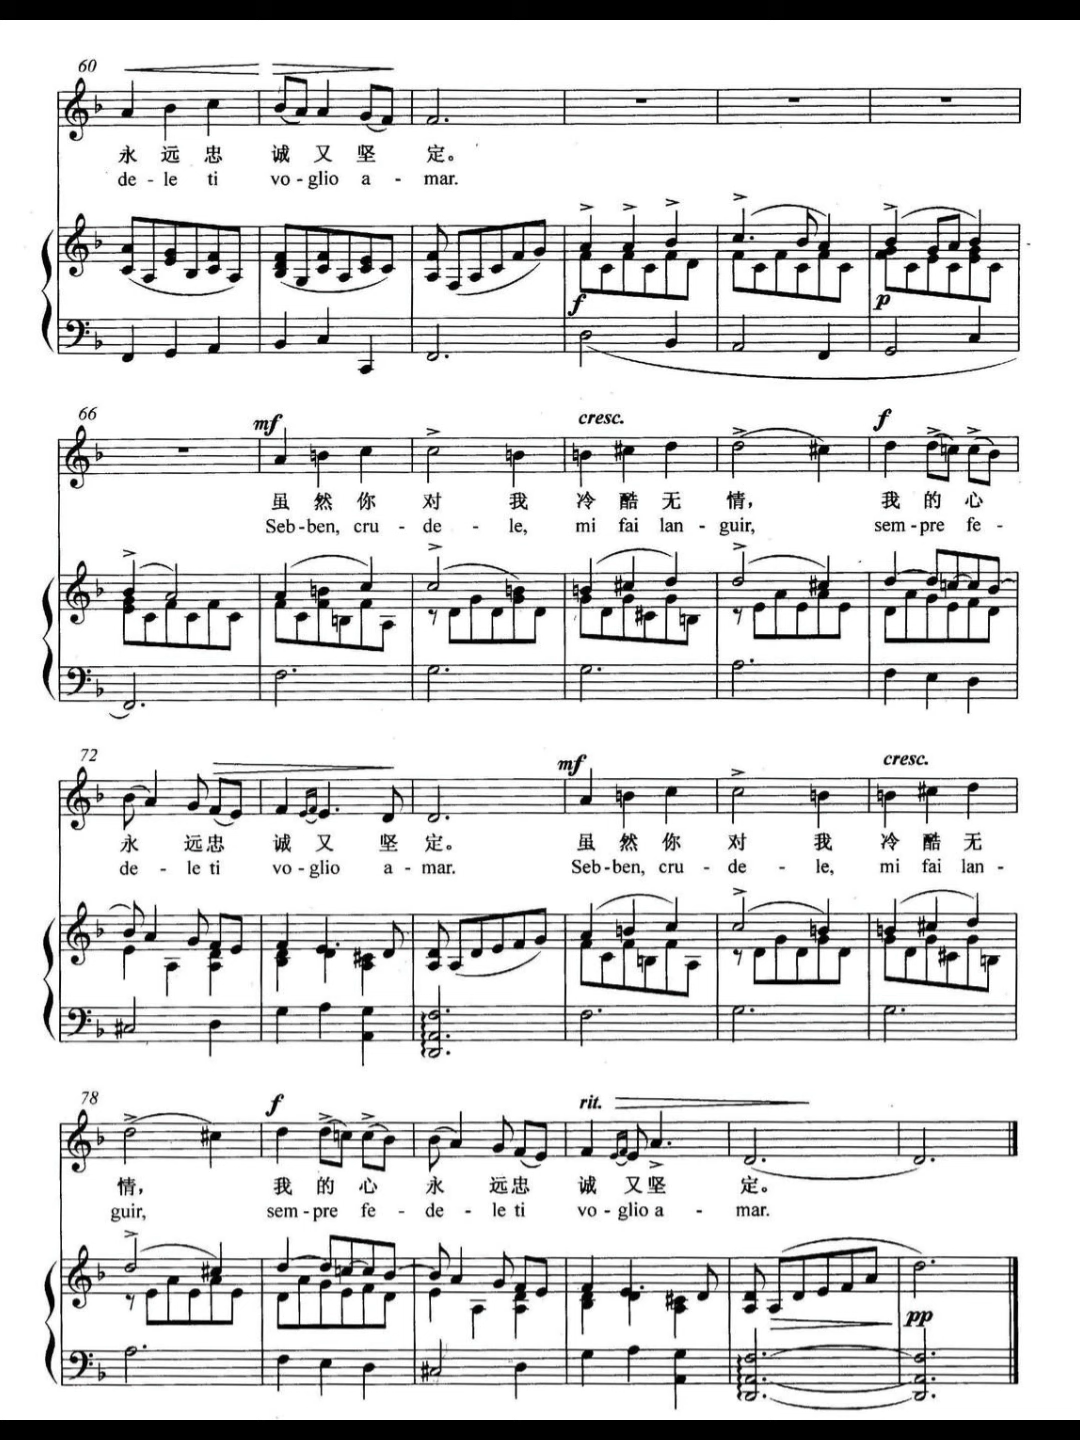 60
永 远 忠 诚 又 坚 定。
de - le ti vo - glio a - mar.
f p
66
mf cresc. f
虽 然 你 对 我 冷 酷 无 情， 我 的 心
Seb - ben, cru - de - le, mi fai lan - guir, sem - pre fe -
72
mf cresc.
永 远 忠 诚 又 坚 定。 虽 然 你 对 我 冷 酷 无
de - le ti vo - glio a - mar. Seb - ben, cru - de - le, mi fai lan -
78
f rit.
情， 我 的 心 永 远 忠 诚 又 坚 定。
guir, sem - pre fe - de - le ti vo - glio a - mar.
pp